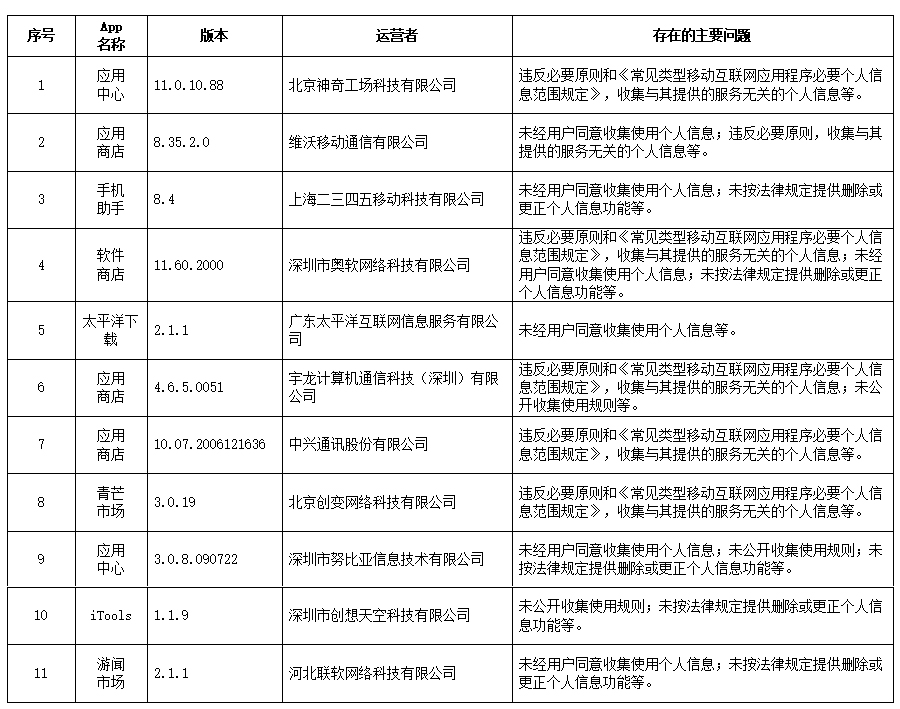 序号
App
名称
版本
运营者
存在的主要问题
1
应用
中心
11.0.10.88
北京神奇工场科技有限公司
违反必要原则和《常见类型移动互联网应用程序必要个人信
息范围规定》，收集与其提供的服务无关的个人信息等。
2
应用
商店
8.35.2.0
维沃移动通信有限公司
未经用户同意收集使用个人信息；违反必要原则，收集与其
提供的服务无关的个人信息等。
3
手机
助手
8.4
上海二三四五移动科技有限公司
未经用户同意收集使用个人信息；未按法律规定提供删除或
更正个人信息功能等。
4
软件
商店
11.60.2000
深圳市奥软网络科技有限公司
违反必要原则和《常见类型移动互联网应用程序必要个人信
息范围规定》，收集与其提供的服务无关的个人信息；未经
用户同意收集使用个人信息；未按法律规定提供删除或更正
个人信息功能等。
5
太平洋下
载
2.1.1
广东太平洋互联网信息服务有限公
司
未经用户同意收集使用个人信息等。
6
应用
商店
4.6.5.0051
宇龙计算机通信科技（深圳）有限
公司
违反必要原则和《常见类型移动互联网应用程序必要个人信
息范围规定》，收集与其提供的服务无关的个人信息；未公
开收集使用规则等。
7
应用
商店
10.07.2006121636
中兴通讯股份有限公司
违反必要原则和《常见类型移动互联网应用程序必要个人信
息范围规定》，收集与其提供的服务无关的个人信息等。
8
青芒
市场
3.0.19
北京创变网络科技有限公司
违反必要原则和《常见类型移动互联网应用程序必要个人信
息范围规定》，收集与其提供的服务无关的个人信息等。
9
应用
中心
3.0.8.090722
深圳市努比亚信息技术有限公司
未经用户同意收集使用个人信息；未公开收集使用规则；未
按法律规定提供删除或更正个人信息功能等。
10
iTools
1.1.9
深圳市创想天空科技有限公司
未公开收集使用规则；未按法律规定提供删除或更正个人信
息功能等。
11
游闻
市场
2.1.1
河北联软网络科技有限公司
未经用户同意收集使用个人信息；未按法律规定提供删除或
更正个人信息功能等。